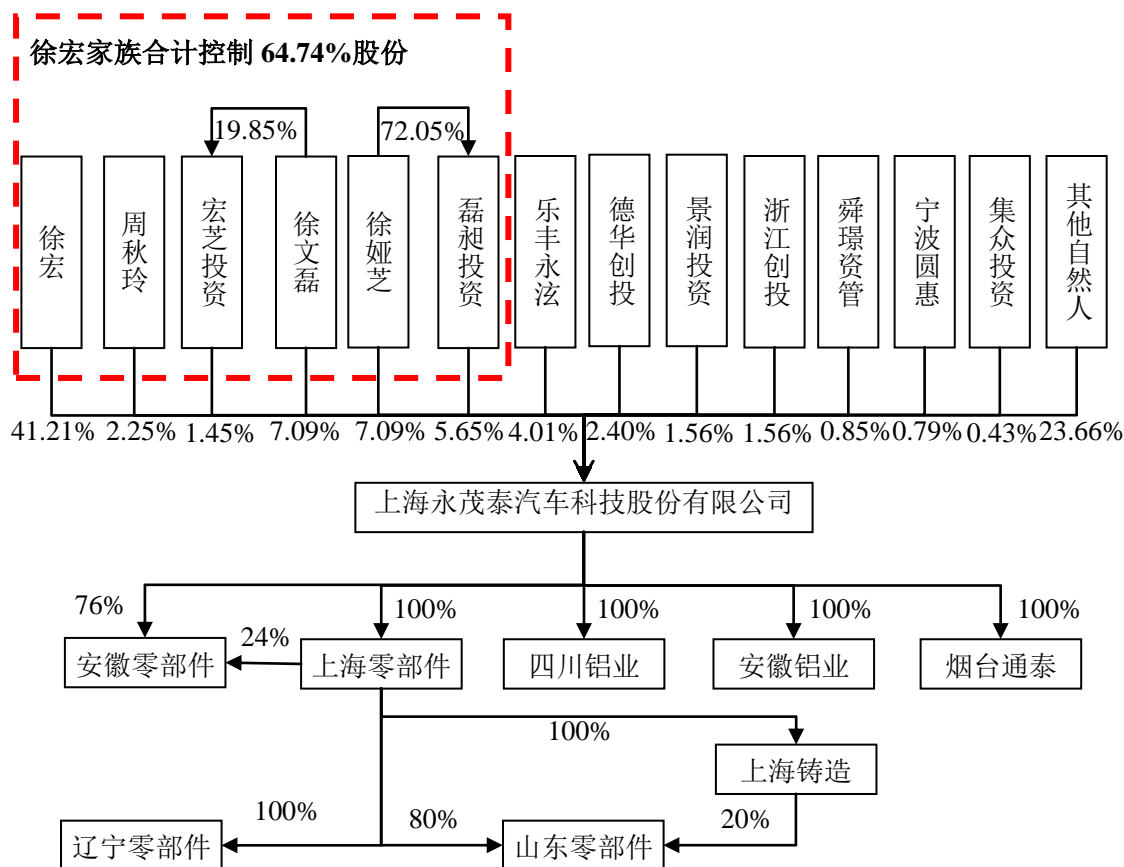 徐宏家族合计控制 64.74%股份
19.85%
72.05%
徐宏
周秋玲
宏芝投资
徐文磊
徐娅芝
磊昶投资
乐丰永泫
德华创投
景润投资
浙江创投
舜璟资管
宁波圆惠
集众投资
其他自然人
41.21%
2.25%
1.45%
7.09%
7.09%
5.65%
4.01%
2.40%
1.56%
1.56%
0.85%
0.79%
0.43%
23.66%
上海永茂泰汽车科技股份有限公司
76%
100%
100%
100%
100%
24%
安徽零部件
上海零部件
四川铝业
安徽铝业
烟台通泰
100%
上海铸造
100%
80%
20%
辽宁零部件
山东零部件